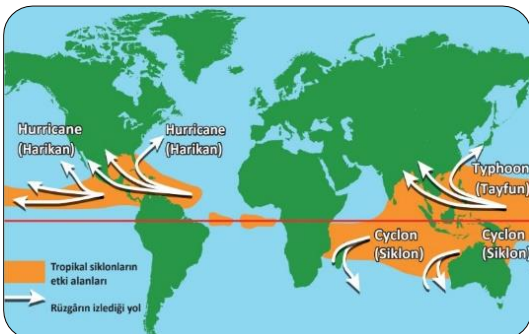 Hurricane
(Harikan)
Hurricane
(Harikan)
Typhoon
(Tayfun)
Cyclon
(Siklon)
Cyclon
(Siklon)
Tropikal siklonların
etki alanları
Rüzgârın izlediği yol